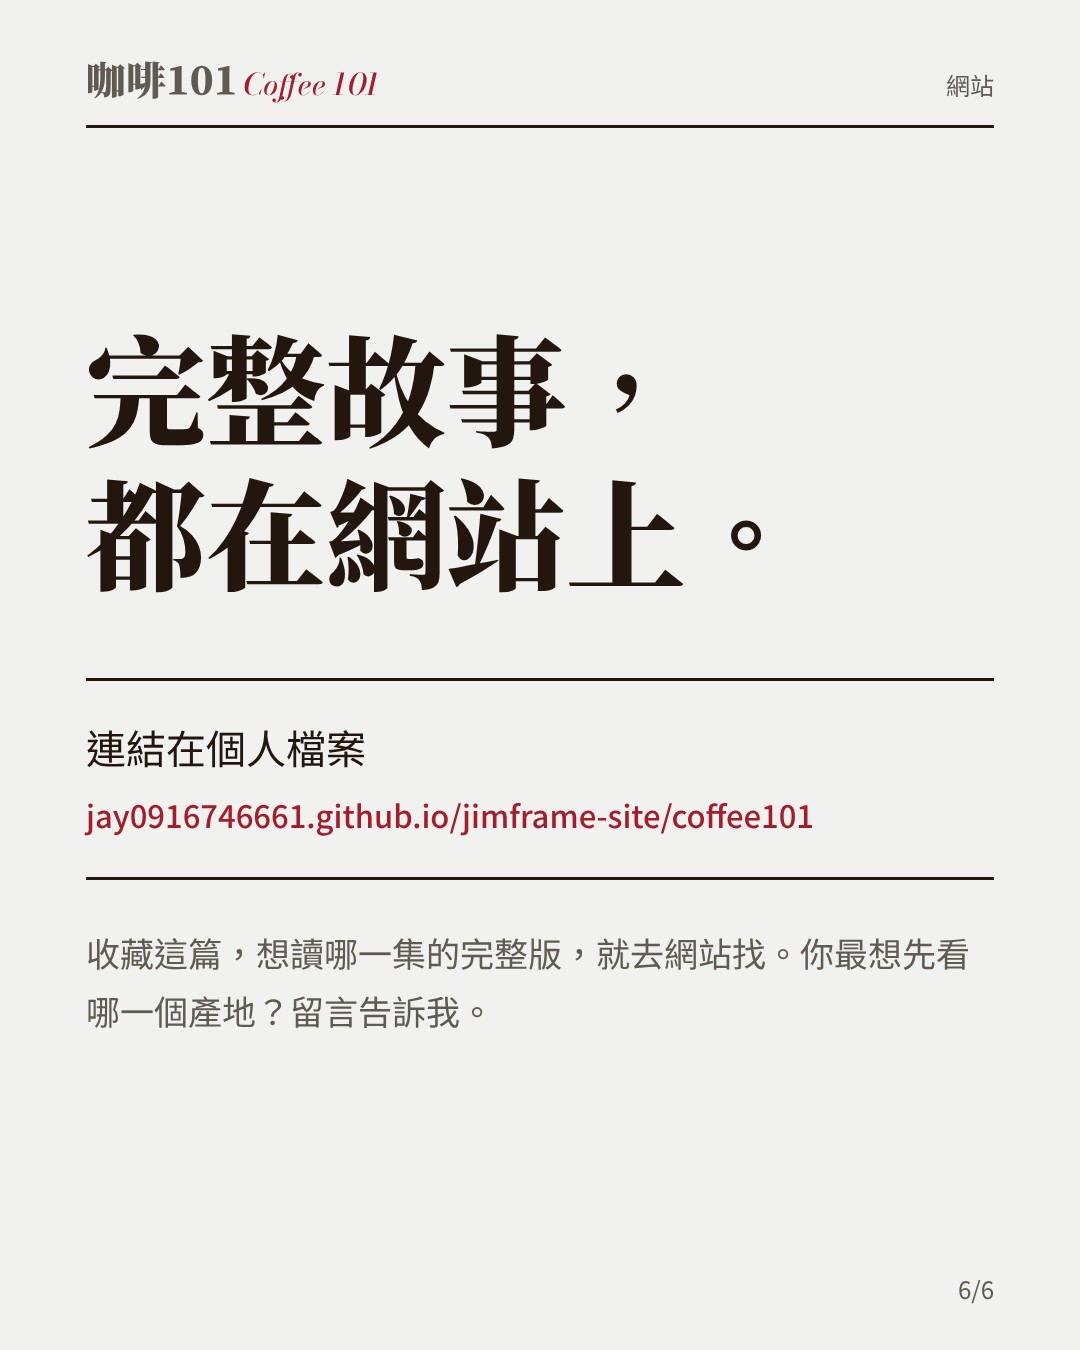 咖啡101 Coffee 101
網站
完整故事，
都在網站上。
連結在個人檔案
jay0916746661.github.io/jimframe-site/coffee101
收藏這篇，想讀哪一集的完整版，就去網站找。你最想先看
哪一個產地？留言告訴我。
6/6